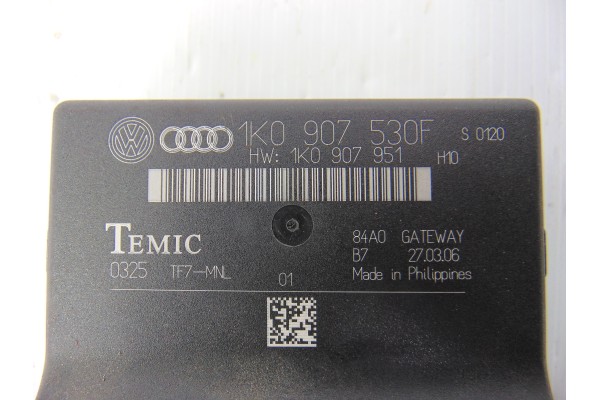 1K0 907 530F S 0120
HW: 1K0 907 951 H10
TEMIC
84A0 GATEWAY
B7 27.03.06
0325 TF7-MNL
Made in Philippines
01